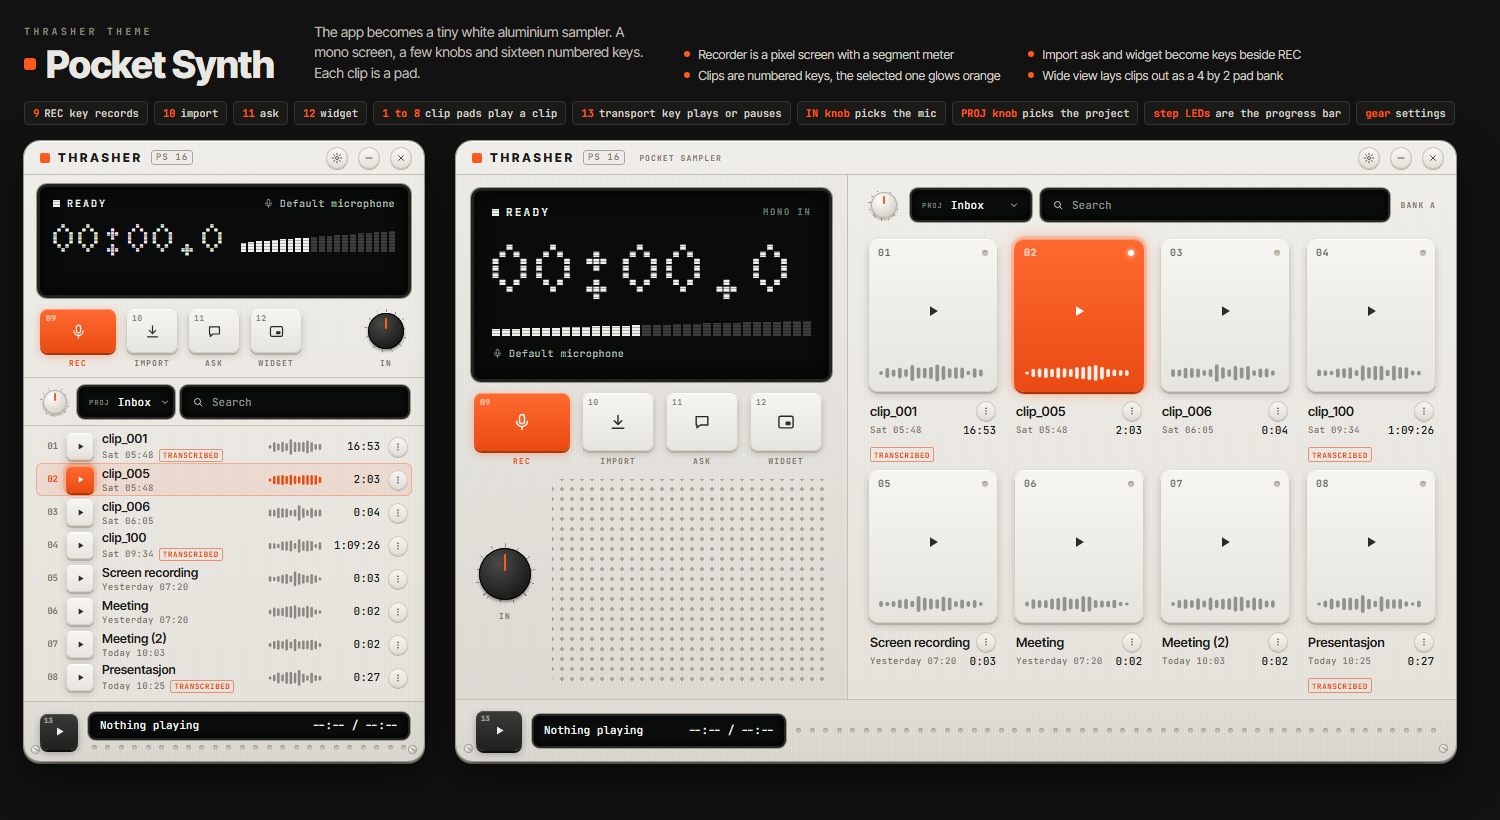 THRASHER THEME
Pocket Synth
The app becomes a tiny white aluminium sampler. A
mono screen, a few knobs and sixteen numbered keys.
Each clip is a pad.
Recorder is a pixel screen with a segment meter
Clips are numbered keys, the selected one glows orange
Import ask and widget become keys beside REC
Wide view lays clips out as a 4 by 2 pad bank
9 REC key records
10 import
11 ask
12 widget
1 to 8 clip pads play a clip
13 transport key plays or pauses
IN knob picks the mic
PROJ knob picks the project
step LEDs are the progress bar
gear settings
THRASHER PS 16
READY
Default microphone
00:00.0
09
10
11
12
REC
IMPORT
ASK
WIDGET
IN
PROJ Inbox
Search
01 clip_001 16:53
Sat 05:48 TRANSCRIBED
02 clip_005 2:03
Sat 05:48
03 clip_006 0:04
Sat 06:05
04 clip_100 1:09:26
Sat 09:34 TRANSCRIBED
05 Screen recording 0:03
Yesterday 07:20
06 Meeting 0:02
Yesterday 07:20
07 Meeting (2) 0:02
Today 10:03
08 Presentasjon 0:27
Today 10:25 TRANSCRIBED
13
Nothing playing --:-- / --:--
THRASHER PS 16 POCKET SAMPLER
READY
MONO IN
00:00.0
Default microphone
09
10
11
12
REC
IMPORT
ASK
WIDGET
IN
PROJ Inbox
Search
BANK A
01
02
03
04
clip_001
Sat 05:48 16:53
TRANSCRIBED
clip_005
Sat 05:48 2:03
clip_006
Sat 06:05 0:04
clip_100
Sat 09:34 1:09:26
TRANSCRIBED
05
06
07
08
Screen recording
Yesterday 07:20 0:03
Meeting
Yesterday 07:20 0:02
Meeting (2)
Today 10:03 0:02
Presentasjon
Today 10:25 0:27
TRANSCRIBED
13
Nothing playing --:-- / --:--